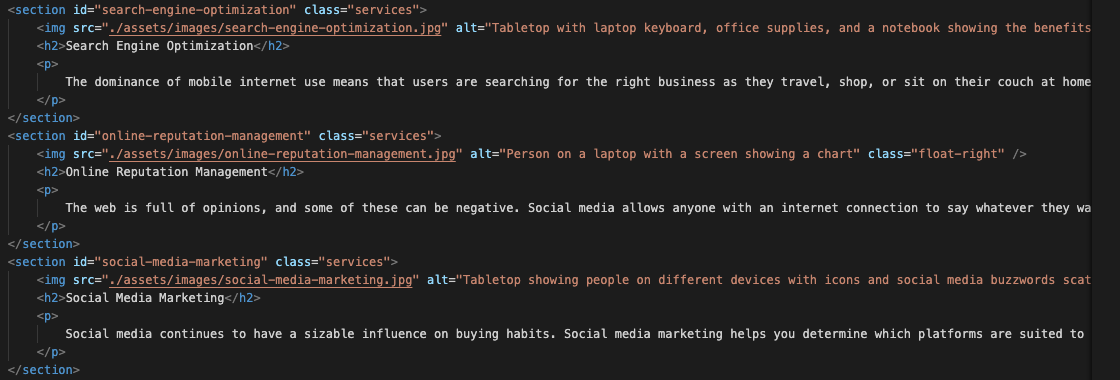 <section id="search-engine-optimization" class="services">
<img src="./assets/images/search-engine-optimization.jpg" alt="Tabletop with laptop keyboard, office supplies, and a notebook showing the benefits
<h2>Search Engine Optimization</h2>
<p>
The dominance of mobile internet use means that users are searching for the right business as they travel, shop, or sit on their couch at home
</p>
</section>
<section id="online-reputation-management" class="services">
<img src="./assets/images/online-reputation-management.jpg" alt="Person on a laptop with a screen showing a chart" class="float-right" />
<h2>Online Reputation Management</h2>
<p>
The web is full of opinions, and some of these can be negative. Social media allows anyone with an internet connection to say whatever they wa
</p>
</section>
<section id="social-media-marketing" class="services">
<img src="./assets/images/social-media-marketing.jpg" alt="Tabletop showing people on different devices with icons and social media buzzwords scat
<h2>Social Media Marketing</h2>
<p>
Social media continues to have a sizable influence on buying habits. Social media marketing helps you determine which platforms are suited to
</p>
</section>